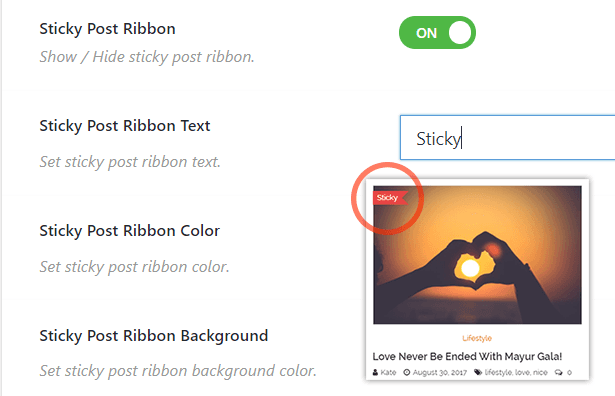 Sticky Post Ribbon
ON
Show / Hide sticky post ribbon.
Sticky Post Ribbon Text
Sticky
Set sticky post ribbon text.
Sticky
Sticky Post Ribbon Color
Set sticky post ribbon color.
Lifestyle
Sticky Post Ribbon Background
Love Never Be Ended With Mayur Gala!
Set sticky post ribbon background color.
Kate August 30, 2017 lifestyle, love, nice 0